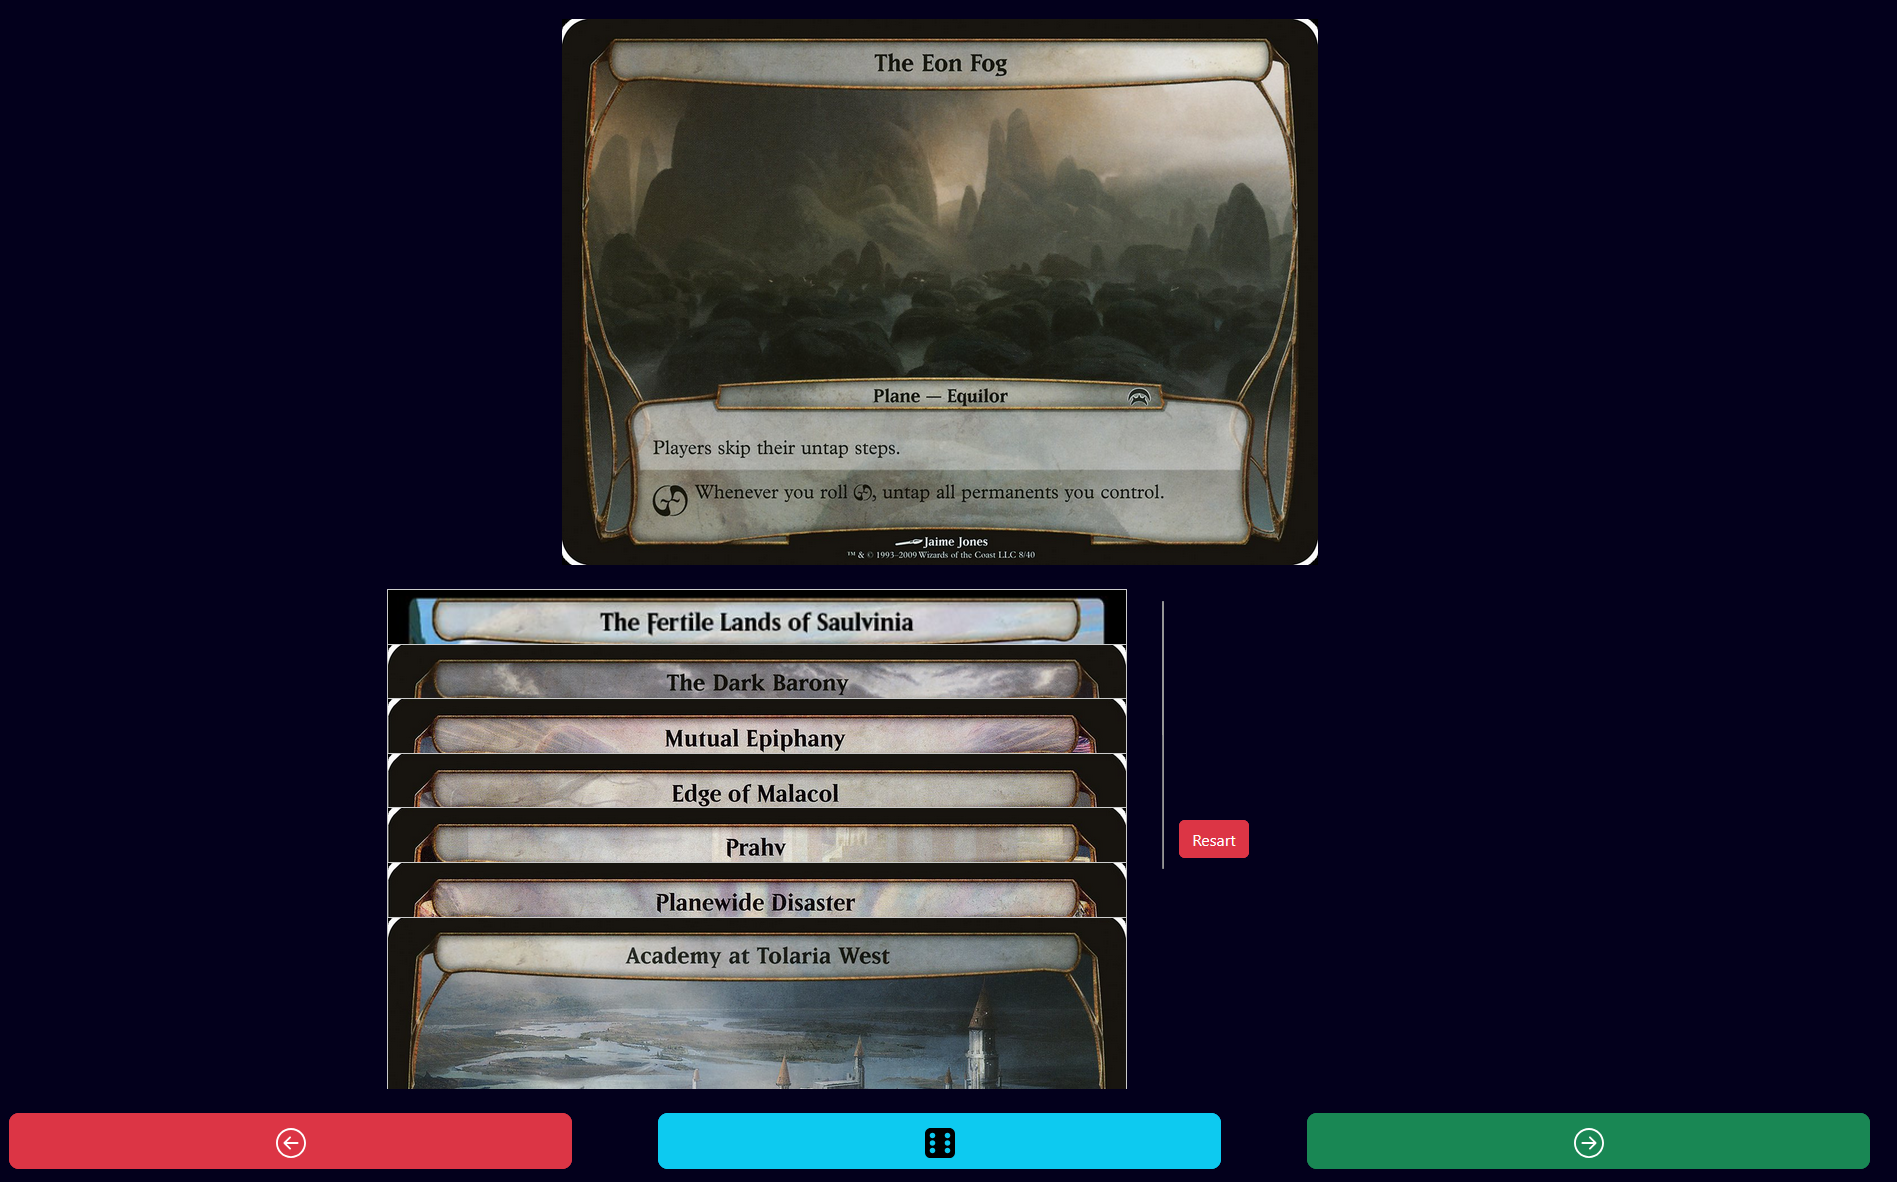 The Eon Fog
Plane — Equilor
Players skip their untap steps.
Whenever you roll , untap all permanents you control.
Jaime Jones
™ & © 1993–2009 Wizards of the Coast LLC 8/40
The Fertile Lands of Saulvinia
The Dark Barony
Mutual Epiphany
Edge of Malacol
Prahv
Planewide Disaster
Academy at Tolaria West
Resart